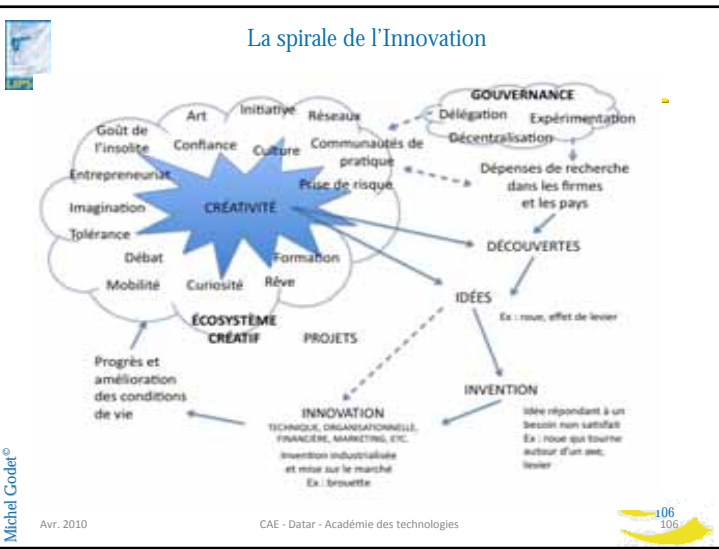 La spirale de l'Innovation
LIPS
GOUVERNANCE
Délégation
Expérimentation
Décentralisation
Art
Initiative
Réseaux
Goût de
l'insolite
Confiance
Culture
Communautés de
pratique
Entrepreneuriat
Prise de risque
Dépenses de recherche
dans les firmes
et les pays
Imagination
CRÉATIVITÉ
Tolérance
DÉCOUVERTES
Débat
Formation
Mobilité
Curiosité
Rêve
IDÉES
Ex : roue, effet de levier
ÉCOSYSTÈME
CRÉATIF
PROJETS
Progrès et
amélioration
des conditions
de vie
INVENTION
Idée répondant à un
besoin non satisfait
Ex : roue qui tourne
autour d'un axe,
levier
INNOVATION
TECHNIQUE, ORGANISATIONNELLE,
FINANCIÈRE, MARKETING, ETC.
Invention industrialisée
et mise sur le marché
Ex : brouette
Michel Godet©
Avr. 2010
CAE - Datar - Académie des technologies
106
106